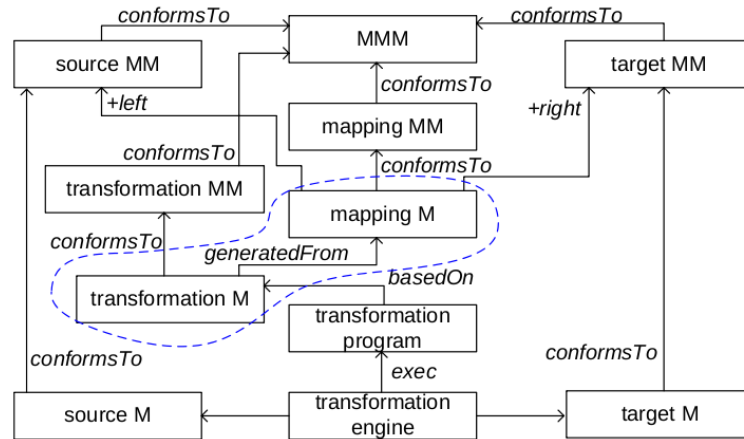 conformsTo
conformsTo
MMM
source MM
target MM
conformsTo
+left
+right
mapping MM
conformsTo
conformsTo
transformation MM
mapping M
conformsTo
generatedFrom
basedOn
transformation M
transformation
program
conformsTo
conformsTo
exec
source M
transformation
engine
target M